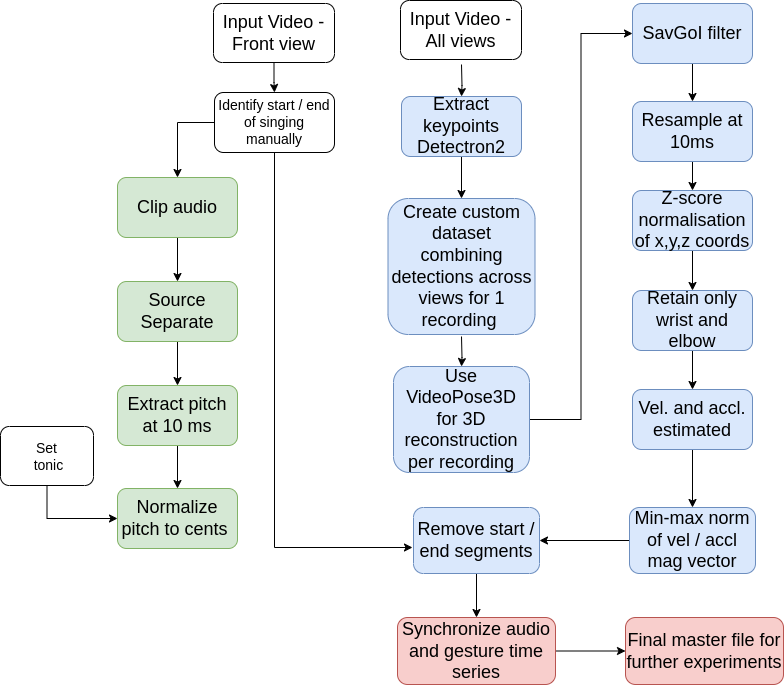 Input Video -
Front view
Input Video -
All views
SavGol filter
Identify start / end
of singing
manually
Extract
keypoints
Detectron2
Resample at
10ms
Clip audio
Create custom
dataset
combining
detections across
views for 1
recording
Z-score
normalisation
of x,y,z coords
Source
Separate
Retain only
wrist and
elbow
Extract pitch
at 10 ms
Use
VideoPose3D
for 3D
reconstruction
per recording
Vel. and accl.
estimated
Set
tonic
Normalize
pitch to cents
Remove start /
end segments
Min-max norm
of vel / accl
mag vector
Synchronize audio
and gesture time
series
Final master file for
further experiments